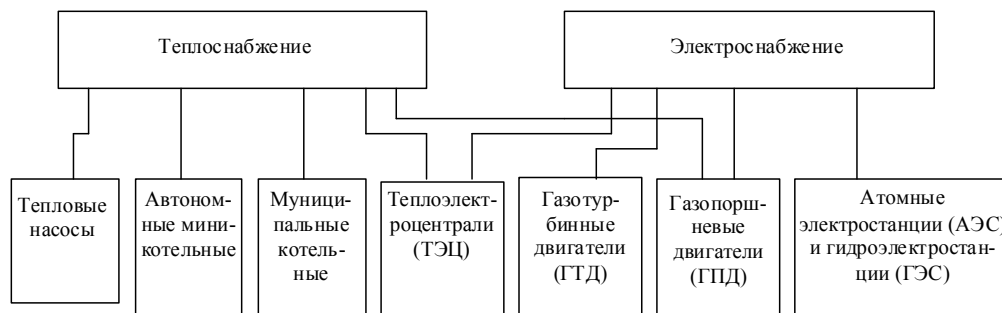 Теплоснабжение
Электроснабжение
Тепловые
насосы
Автоном-
ные мини-
котельные
Муници-
пальные
котель-
ные
Теплоэлект-
роцентрали
(ТЭЦ)
Газотур-
бинные
двигатели
(ГТД)
Газопорш-
невые
двигатели
(ГПД)
Атомные
электростанции (АЭС)
и гидроэлектростан-
ции (ГЭС)